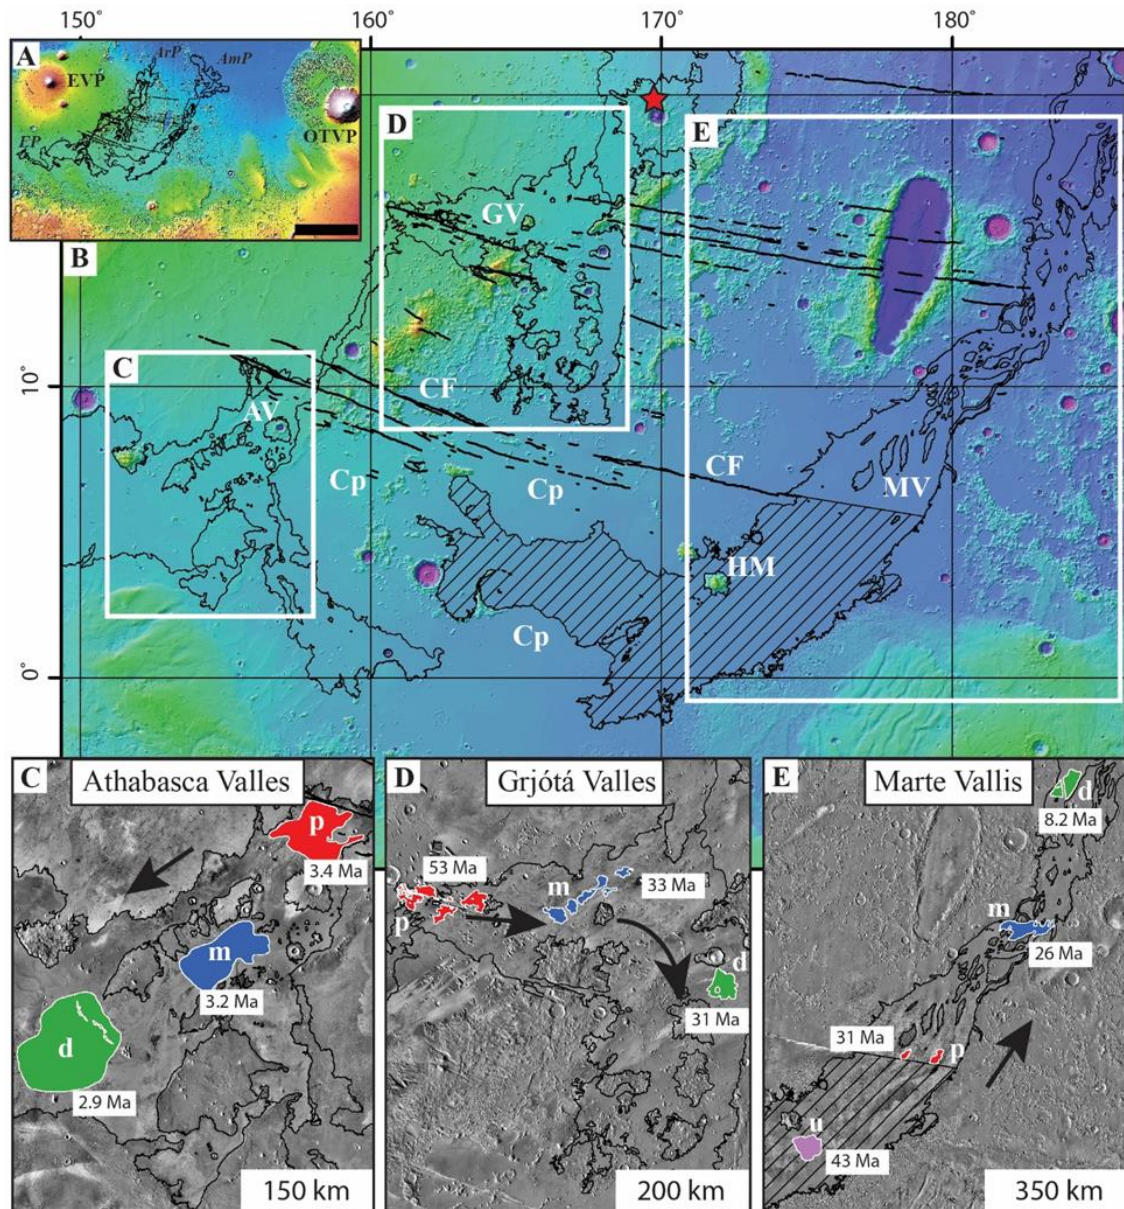 150° 160° 170° 180°
A
ArP
AmP
EVP
EP
OTVP
B
D
E
GV
10°
C
AV
CF
Cp
Cp
CF
MV
HM
Cp
0°
C
Athabasca Valles
p
3.4 Ma
m
3.2 Ma
d
2.9 Ma
150 km
D
Grjótá Valles
53 Ma
p
m
33 Ma
d
31 Ma
200 km
E
Marte Vallis
d
8.2 Ma
m
26 Ma
31 Ma
p
u
43 Ma
350 km